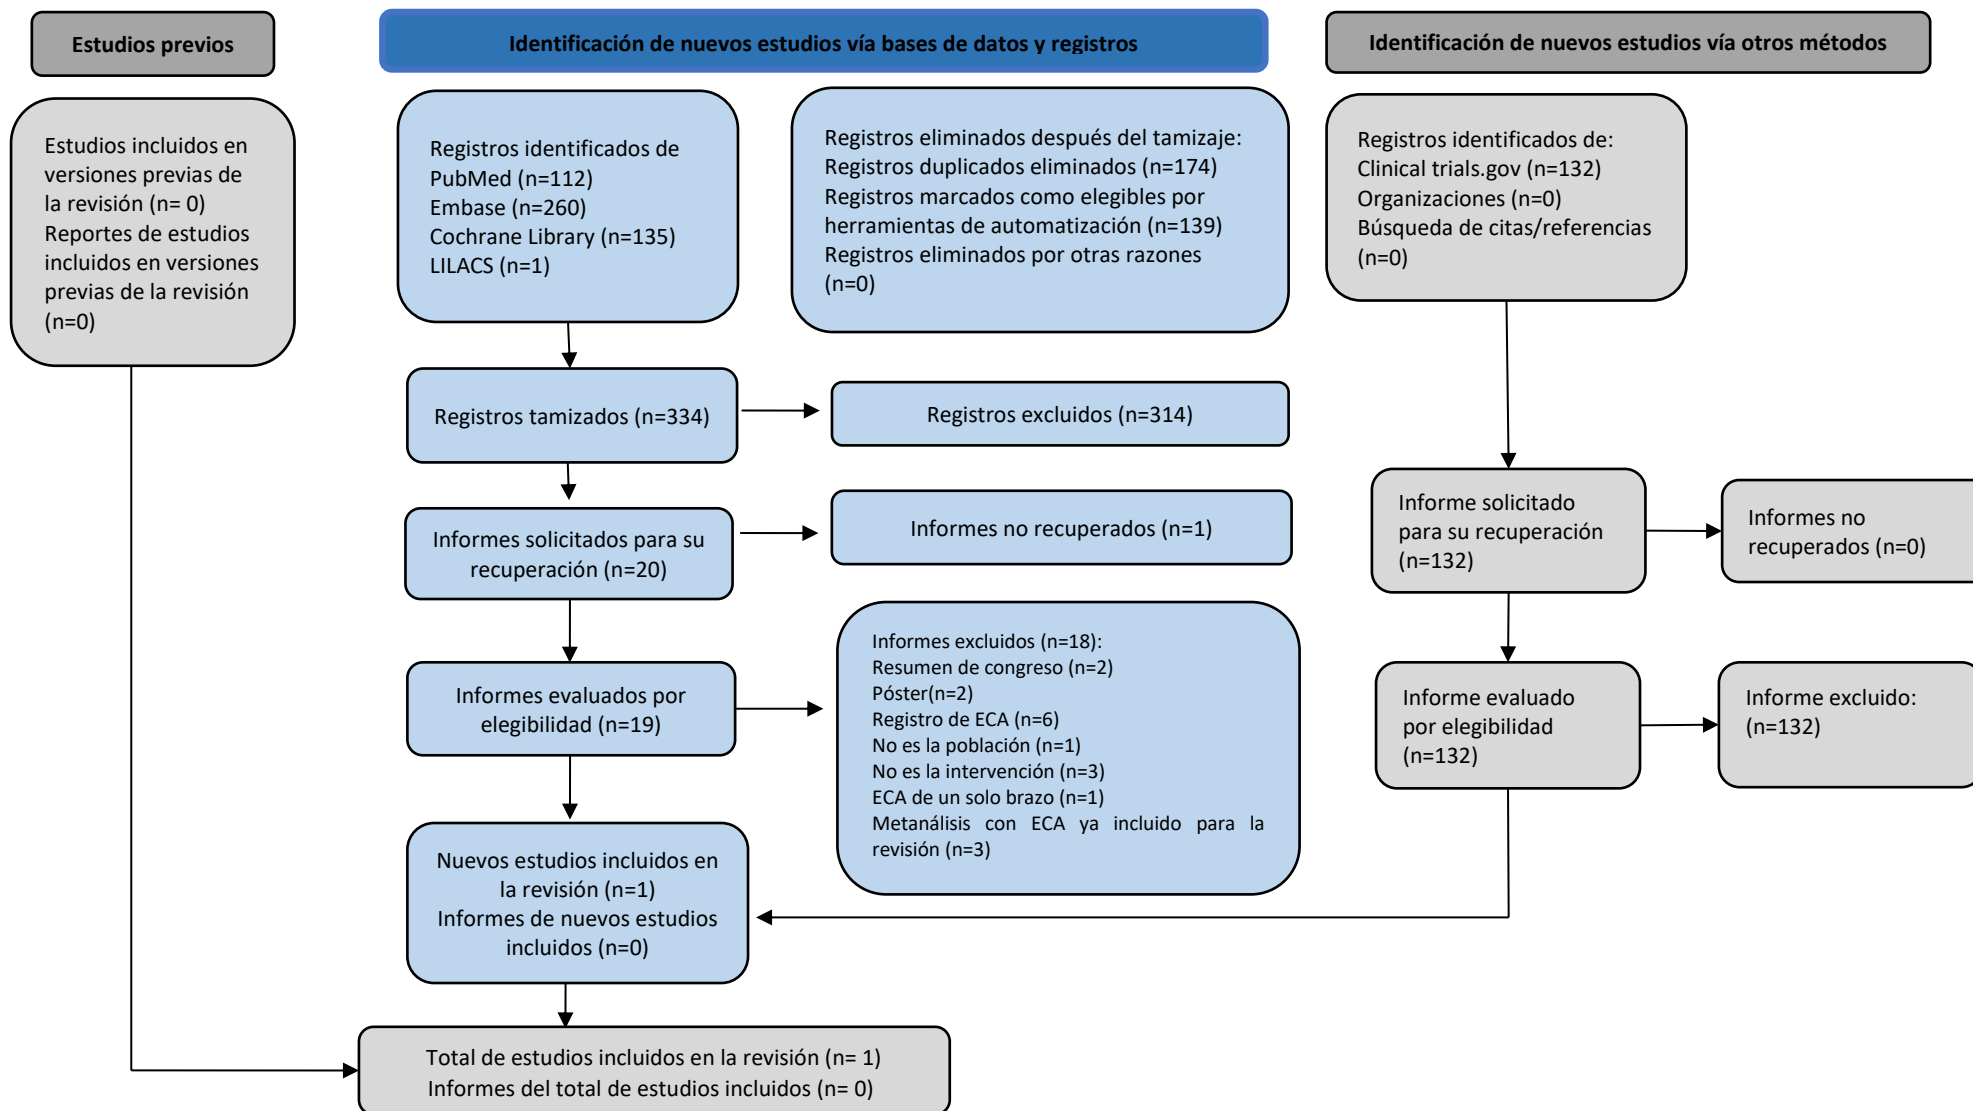 Estudios previos
Identificación de nuevos estudios vía bases de datos y registros
Identificación de nuevos estudios vía otros métodos
Estudios incluidos en
versiones previas de
la revisión (n= 0)
Reportes de estudios
incluidos en versiones
previas de la revisión
(n=0)
Registros identificados de
PubMed (n=112)
Embase (n=260)
Cochrane Library (n=135)
LILACS (n=1)
Registros eliminados después del tamizaje:
Registros duplicados eliminados (n=174)
Registros marcados como elegibles por
herramientas de automatización (n=139)
Registros eliminados por otras razones
(n=0)
Registros identificados de:
Clinical trials.gov (n=132)
Organizaciones (n=0)
Búsqueda de citas/referencias
(n=0)
Registros tamizados (n=334)
Registros excluidos (n=314)
Informes solicitados para su
recuperación (n=20)
Informes no recuperados (n=1)
Informe solicitado
para su recuperación
(n=132)
Informes no
recuperados (n=0)
Informes evaluados por
elegibilidad (n=19)
Informes excluidos (n=18):
Resumen de congreso (n=2)
Póster(n=2)
Registro de ECA (n=6)
No es la población (n=1)
No es la intervención (n=3)
ECA de un solo brazo (n=1)
Metanálisis con ECA ya incluido para la
revisión (n=3)
Informe evaluado
por elegibilidad
(n=132)
Informe excluido:
(n=132)
Nuevos estudios incluidos en
la revisión (n=1)
Informes de nuevos estudios
incluidos (n=0)
Total de estudios incluidos en la revisión (n= 1)
Informes del total de estudios incluidos (n= 0)